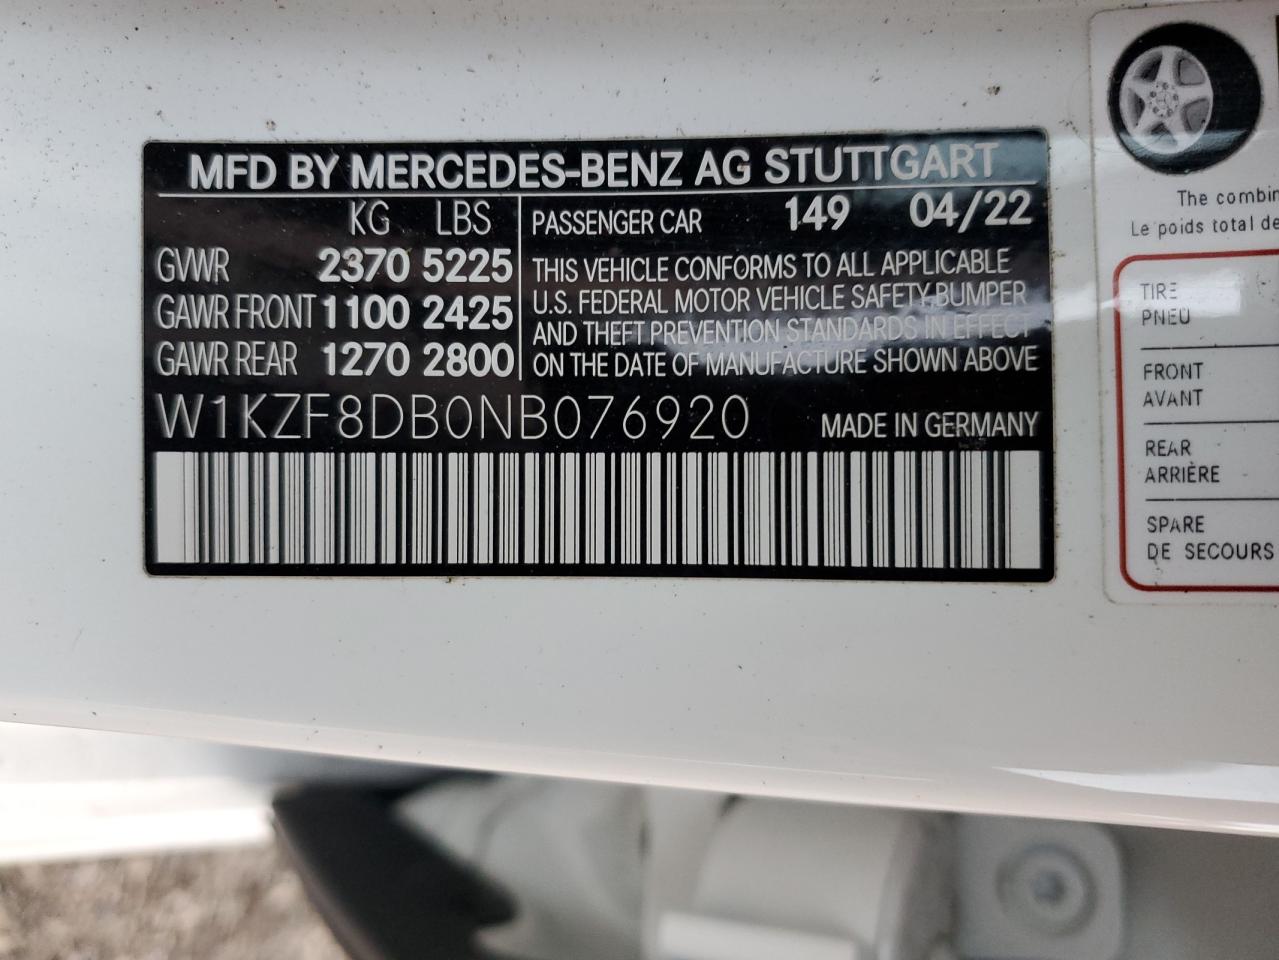 MFD BY MERCEDES-BENZ AG STUTTGART
KG LBS
GVWR 2370 5225
GAWR FRONT 1100 2425
GAWR REAR 1270 2800
PASSENGER CAR 149 04/22
THIS VEHICLE CONFORMS TO ALL APPLICABLE
U.S. FEDERAL MOTOR VEHICLE SAFETY,BUMPER
AND THEFT PREVENTION STANDARDS IN EFFECT
ON THE DATE OF MANUFACTURE SHOWN ABOVE
W1KZF8DB0NB076920 MADE IN GERMANY
The combin
Le poids total de
TIRE
PNEU
FRONT
AVANT
REAR
ARRIÈRE
SPARE
DE SECOURS